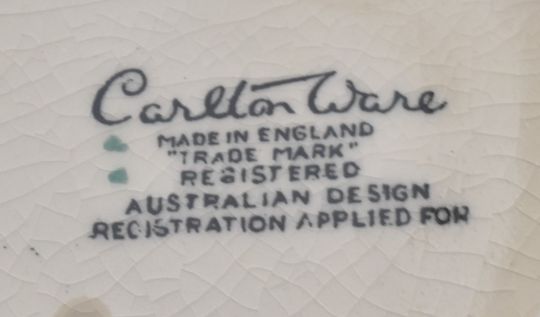 Carlton Ware
MADE IN ENGLAND
"TRADE MARK"
REGISTERED
AUSTRALIAN DESIGN
REGISTRATION APPLIED FOR